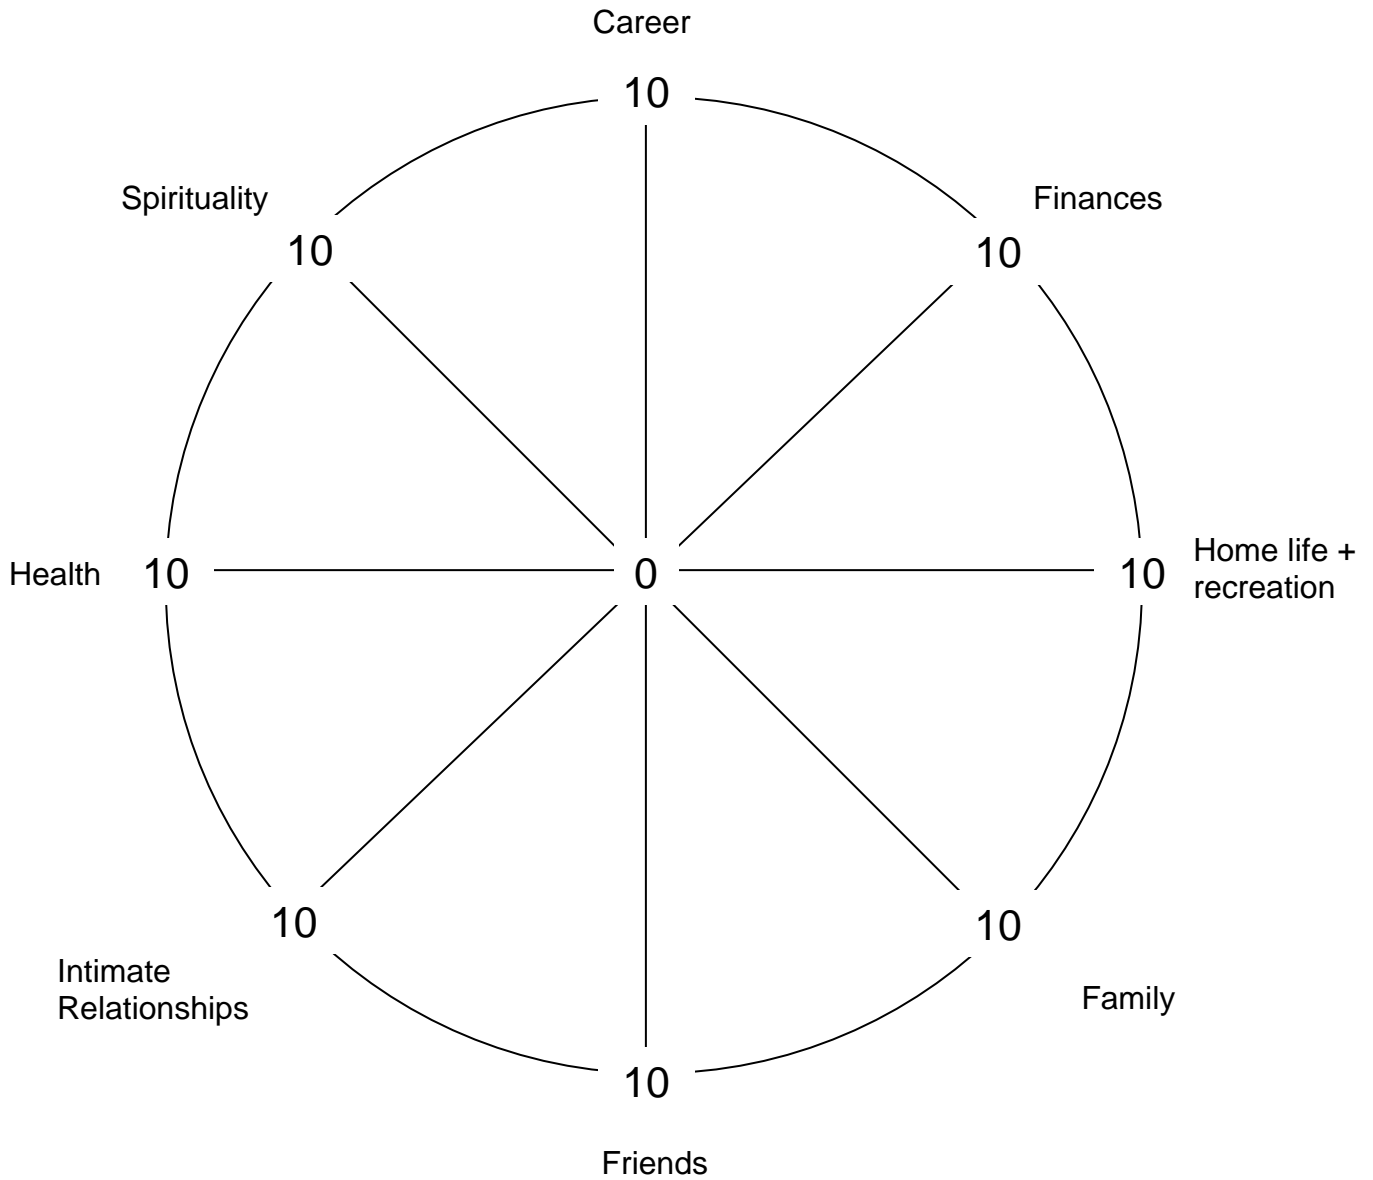 Career
10
Spirituality
Finances
10
10
Health
10
0
10
Home life +
recreation
10
10
Intimate
Relationships
Family
10
Friends